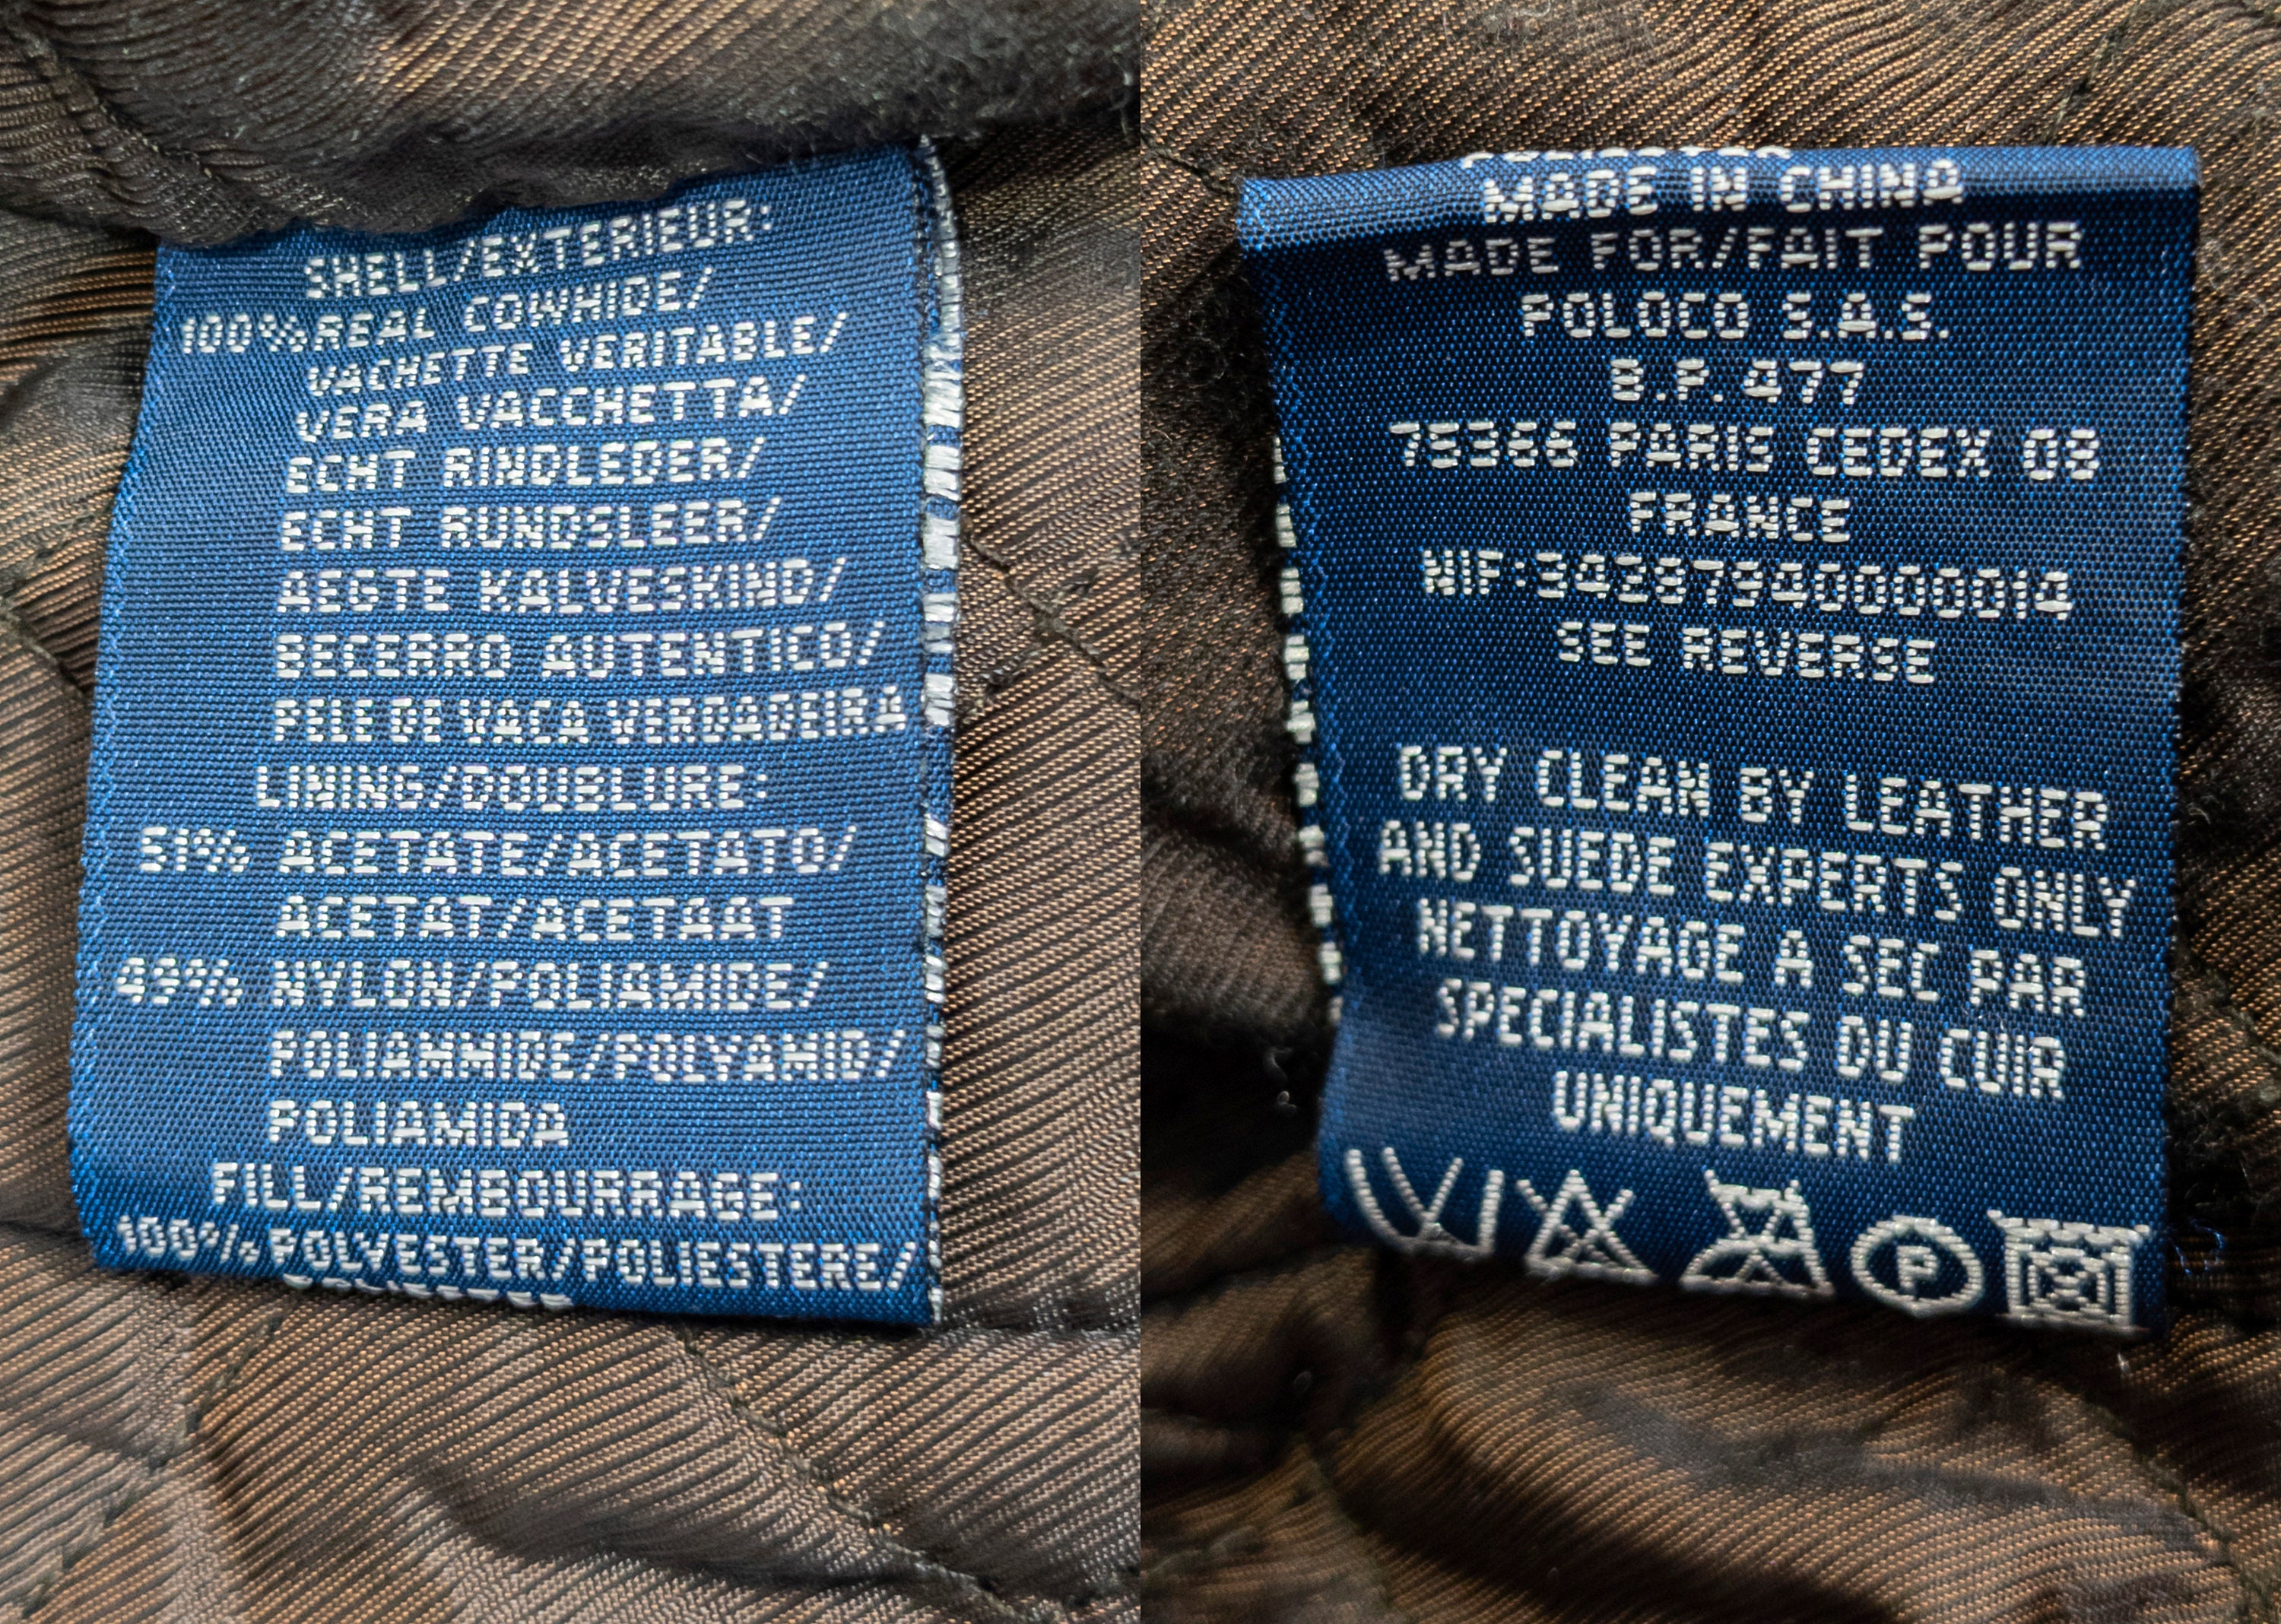 SHELL/EXTERIEUR:
100%REAL COWHIDE/
VACHETTE VERITABLE/
VERA VACCHETTA/
ECHT RINDLEDER/
ECHT RUNDSLEER/
AEGTE KALVESKIND/
BECERRO AUTENTICO/
PELE DE VACA VERDADEIRA
LINING/DOUBLURE:
51% ACETATE/ACETATO/
ACETAT/ACETAAT
49% NYLON/POLIAMIDE/
POLIAMMIDE/POLYAMID/
POLIAMIDA
FILL/REMBOURRAGE:
100% POLYESTER/POLIESTERE/
MADE IN CHINA
MADE FOR/FAIT POUR
POLOCO S.A.S.
B.P. 477
75366 PARIS CEDEX 08
FRANCE
NIF:34287940000014
SEE REVERSE
DRY CLEAN BY LEATHER
AND SUEDE EXPERTS ONLY
NETTOYAGE A SEC PAR
SPECIALISTES DU CUIR
UNIQUEMENT
P